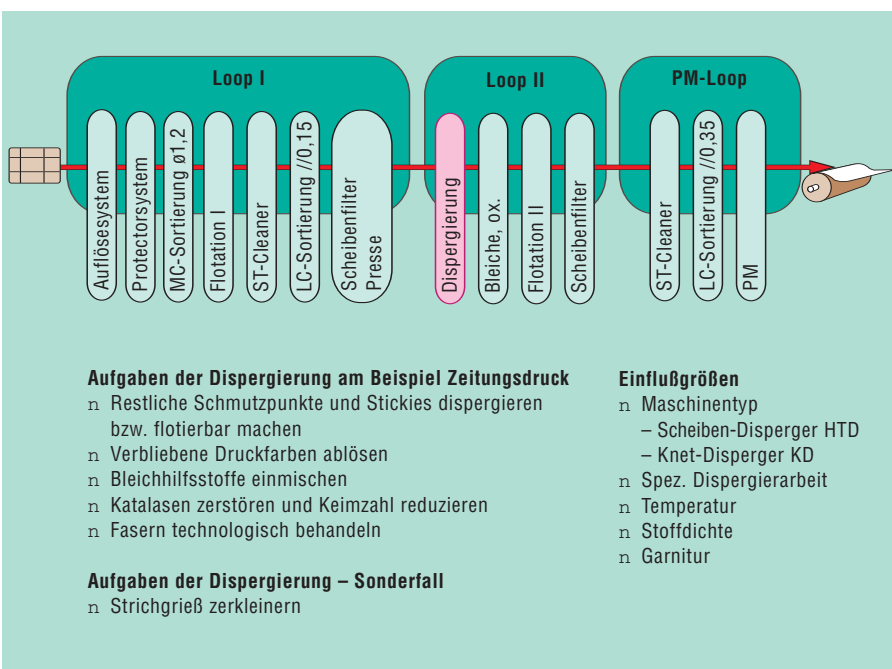 Loop I
Auflösesystem
Protectorsystem
MC-Sortierung ø1,2
Flotation I
ST-Cleaner
LC-Sortierung //0,15
Scheibenfilter
Presse
Loop II
Dispergierung
Bleiche, ox.
Flotation II
Scheibenfilter
PM-Loop
ST-Cleaner
LC-Sortierung //0,35
PM
Aufgaben der Dispergierung am Beispiel Zeitungsdruck
n Restliche Schmutzpunkte und Stickies dispergieren
bzw. flotierbar machen
n Verbliebene Druckfarben ablösen
n Bleichhilfsstoffe einmischen
n Katalasen zerstören und Keimzahl reduzieren
n Fasern technologisch behandeln
Aufgaben der Dispergierung – Sonderfall
n Strichgrieß zerkleinern
Einflußgrößen
n Maschinentyp
– Scheiben-Disperger HTD
– Knet-Disperger KD
n Spez. Dispergierarbeit
n Temperatur
n Stoffdichte
n Garnitur